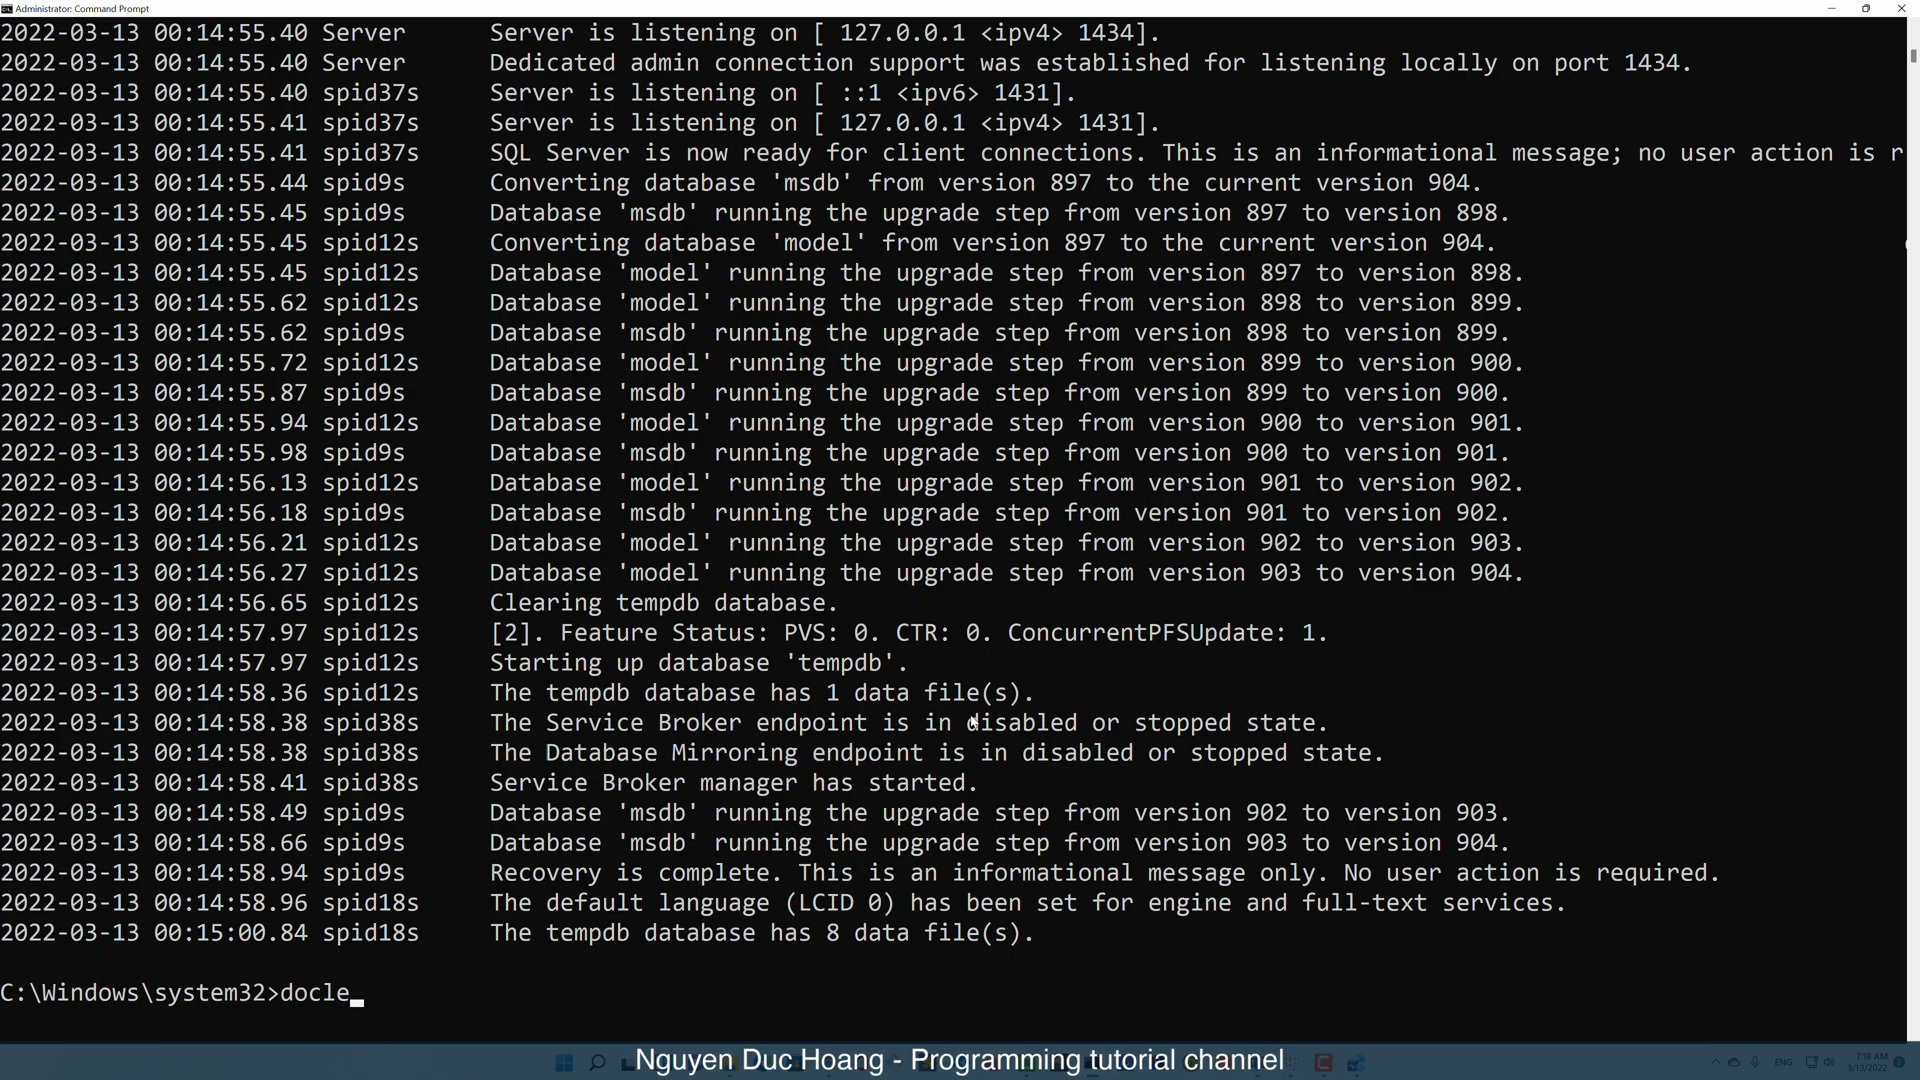 Administrator: Command Prompt
2022-03-13 00:14:55.40 Server      Server is listening on [ 127.0.0.1 <ipv4> 1434].
2022-03-13 00:14:55.40 Server      Dedicated admin connection support was established for listening locally on port 1434.
2022-03-13 00:14:55.40 spid37s     Server is listening on [ ::1 <ipv6> 1431].
2022-03-13 00:14:55.41 spid37s     Server is listening on [ 127.0.0.1 <ipv4> 1431].
2022-03-13 00:14:55.41 spid37s     SQL Server is now ready for client connections. This is an informational message; no user action is r
2022-03-13 00:14:55.44 spid9s      Converting database 'msdb' from version 897 to the current version 904.
2022-03-13 00:14:55.45 spid9s      Database 'msdb' running the upgrade step from version 897 to version 898.
2022-03-13 00:14:55.45 spid12s     Converting database 'model' from version 897 to the current version 904.
2022-03-13 00:14:55.45 spid12s     Database 'model' running the upgrade step from version 897 to version 898.
2022-03-13 00:14:55.62 spid12s     Database 'model' running the upgrade step from version 898 to version 899.
2022-03-13 00:14:55.62 spid9s      Database 'msdb' running the upgrade step from version 898 to version 899.
2022-03-13 00:14:55.72 spid12s     Database 'model' running the upgrade step from version 899 to version 900.
2022-03-13 00:14:55.87 spid9s      Database 'msdb' running the upgrade step from version 899 to version 900.
2022-03-13 00:14:55.94 spid12s     Database 'model' running the upgrade step from version 900 to version 901.
2022-03-13 00:14:55.98 spid9s      Database 'msdb' running the upgrade step from version 900 to version 901.
2022-03-13 00:14:56.13 spid12s     Database 'model' running the upgrade step from version 901 to version 902.
2022-03-13 00:14:56.18 spid9s      Database 'msdb' running the upgrade step from version 901 to version 902.
2022-03-13 00:14:56.21 spid12s     Database 'model' running the upgrade step from version 902 to version 903.
2022-03-13 00:14:56.27 spid12s     Database 'model' running the upgrade step from version 903 to version 904.
2022-03-13 00:14:56.65 spid12s     Clearing tempdb database.
2022-03-13 00:14:57.97 spid12s     [2]. Feature Status: PVS: 0. CTR: 0. ConcurrentPFSUpdate: 1.
2022-03-13 00:14:57.97 spid12s     Starting up database 'tempdb'.
2022-03-13 00:14:58.36 spid12s     The tempdb database has 1 data file(s).
2022-03-13 00:14:58.38 spid38s     The Service Broker endpoint is in disabled or stopped state.
2022-03-13 00:14:58.38 spid38s     The Database Mirroring endpoint is in disabled or stopped state.
2022-03-13 00:14:58.41 spid38s     Service Broker manager has started.
2022-03-13 00:14:58.49 spid9s      Database 'msdb' running the upgrade step from version 902 to version 903.
2022-03-13 00:14:58.66 spid9s      Database 'msdb' running the upgrade step from version 903 to version 904.
2022-03-13 00:14:58.94 spid9s      Recovery is complete. This is an informational message only. No user action is required.
2022-03-13 00:14:58.96 spid18s     The default language (LCID 0) has been set for engine and full-text services.
2022-03-13 00:15:00.84 spid18s     The tempdb database has 8 data file(s).
C:\Windows\system32>docle_
Nguyen Duc Hoang - Programming tutorial channel
ENG
7:18 AM
3/13/2022